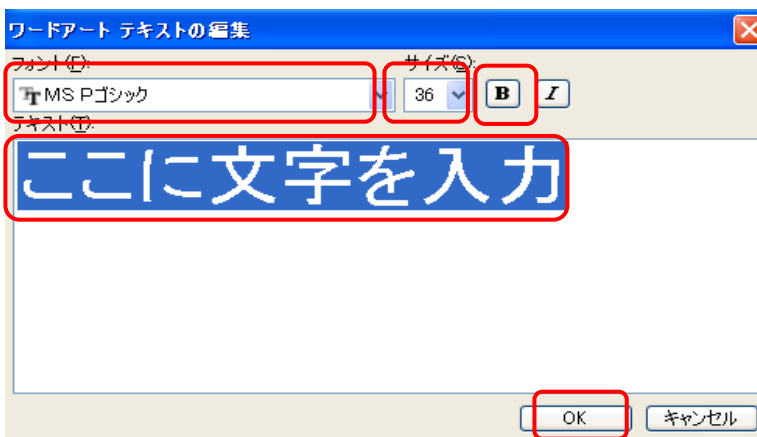 ワードアート テキストの編集
フォント(F): サイズ(S):
MS Pゴシック 36 B I
テキスト(T):
ここに文字を入力
OK キャンセル